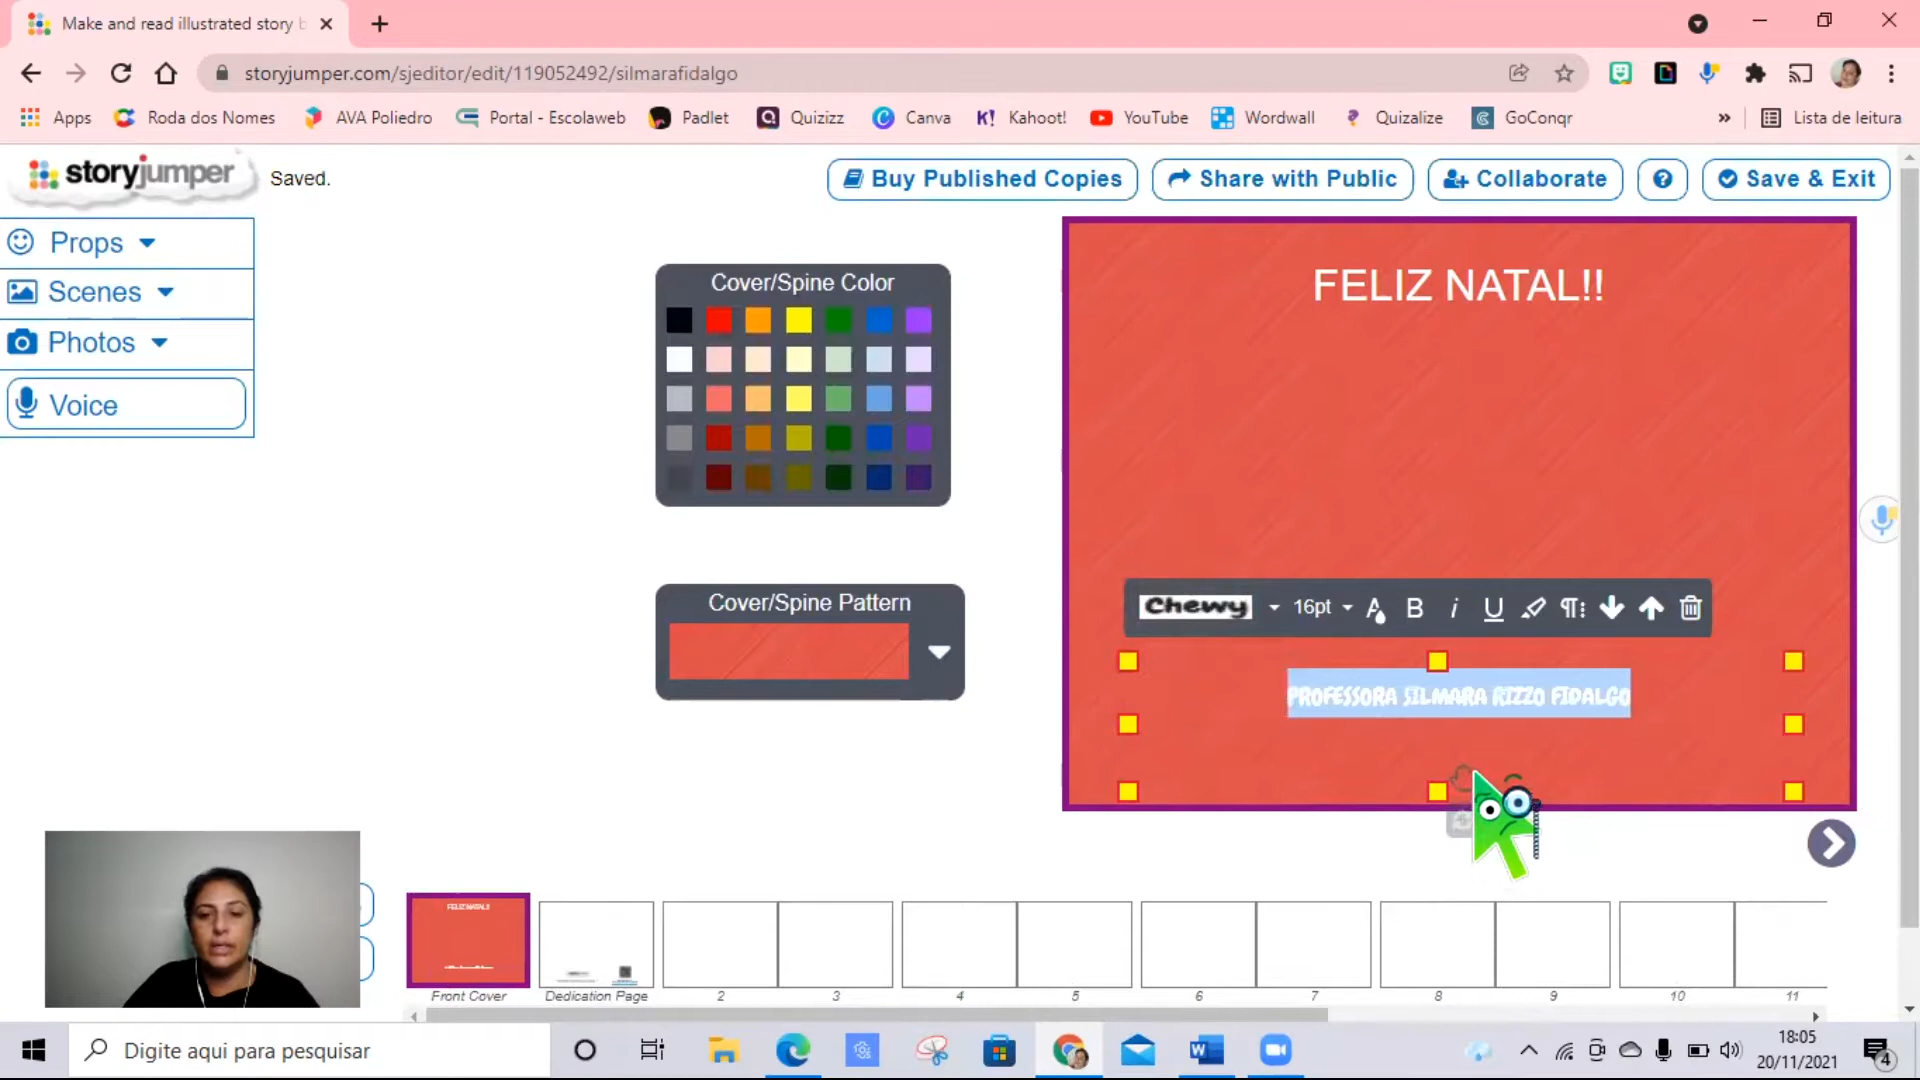 Make and read illustrated story b
storyjumper.com/sjeditor/edit/119052492/silmarafidalgo
Apps
Roda dos Nomes
AVA Poliedro
Portal - Escolaweb
Padlet
Quizizz
Canva
K! Kahoot!
YouTube
Wordwall
Quizalize
GoConqr
»
Lista de leitura
storyjumper
Saved.
Buy Published Copies
Share with Public
Collaborate
?
Save & Exit
Props
Scenes
Photos
Voice
Cover/Spine Color
Cover/Spine Pattern
FELIZ NATAL!!
Chewy
16pt
A
B
i
U
PROFESSORA SILMARA RIZZO FIDALGO
FELIZ NATAL!!
Front Cover
Dedication Page
2
3
4
5
6
7
8
9
10
11
Digite aqui para pesquisar
18:05
20/11/2021
4